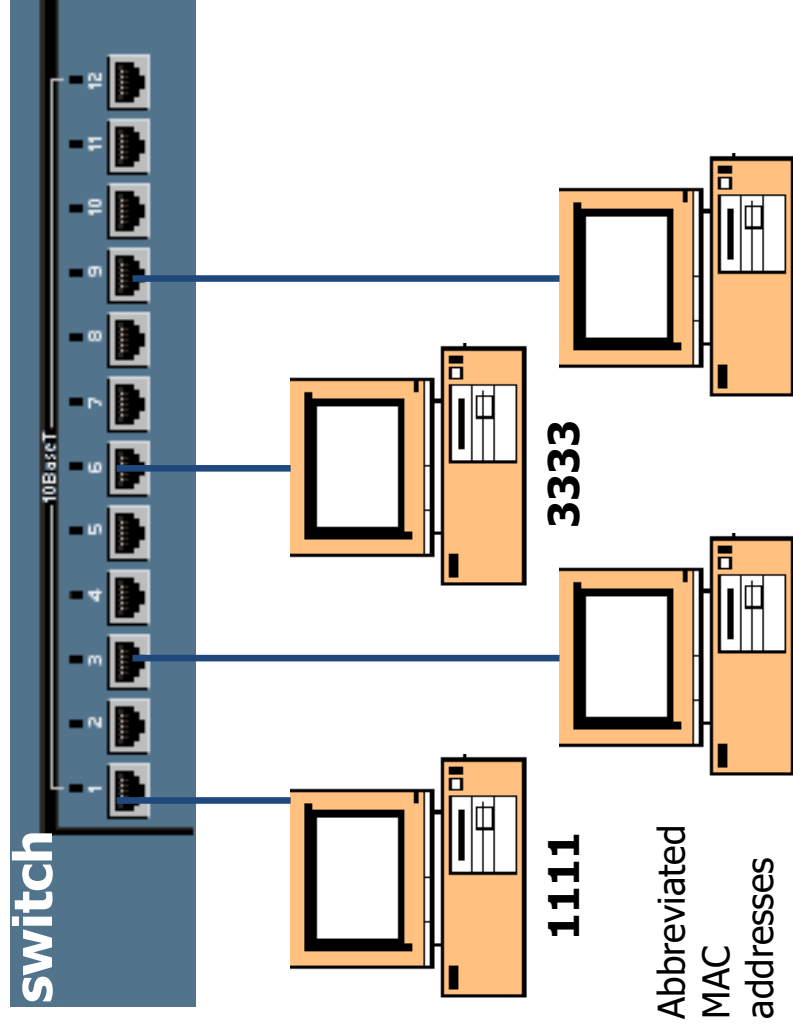 switch
10BaseT
1 2 3 4 5 6 7 8 9 10 11 12
3333
1111
Abbreviated
MAC
addresses